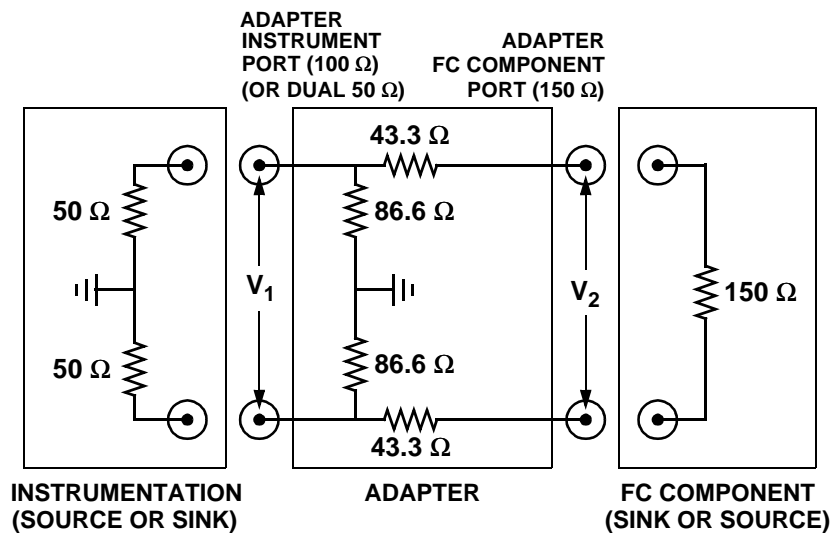 ADAPTER
INSTRUMENT
PORT (100 Ω)
(OR DUAL 50 Ω)
ADAPTER
FC COMPONENT
PORT (150 Ω)
43.3 Ω
50 Ω
86.6 Ω
V1
V2
150 Ω
50 Ω
86.6 Ω
43.3 Ω
INSTRUMENTATION
(SOURCE OR SINK)
ADAPTER
FC COMPONENT
(SINK OR SOURCE)